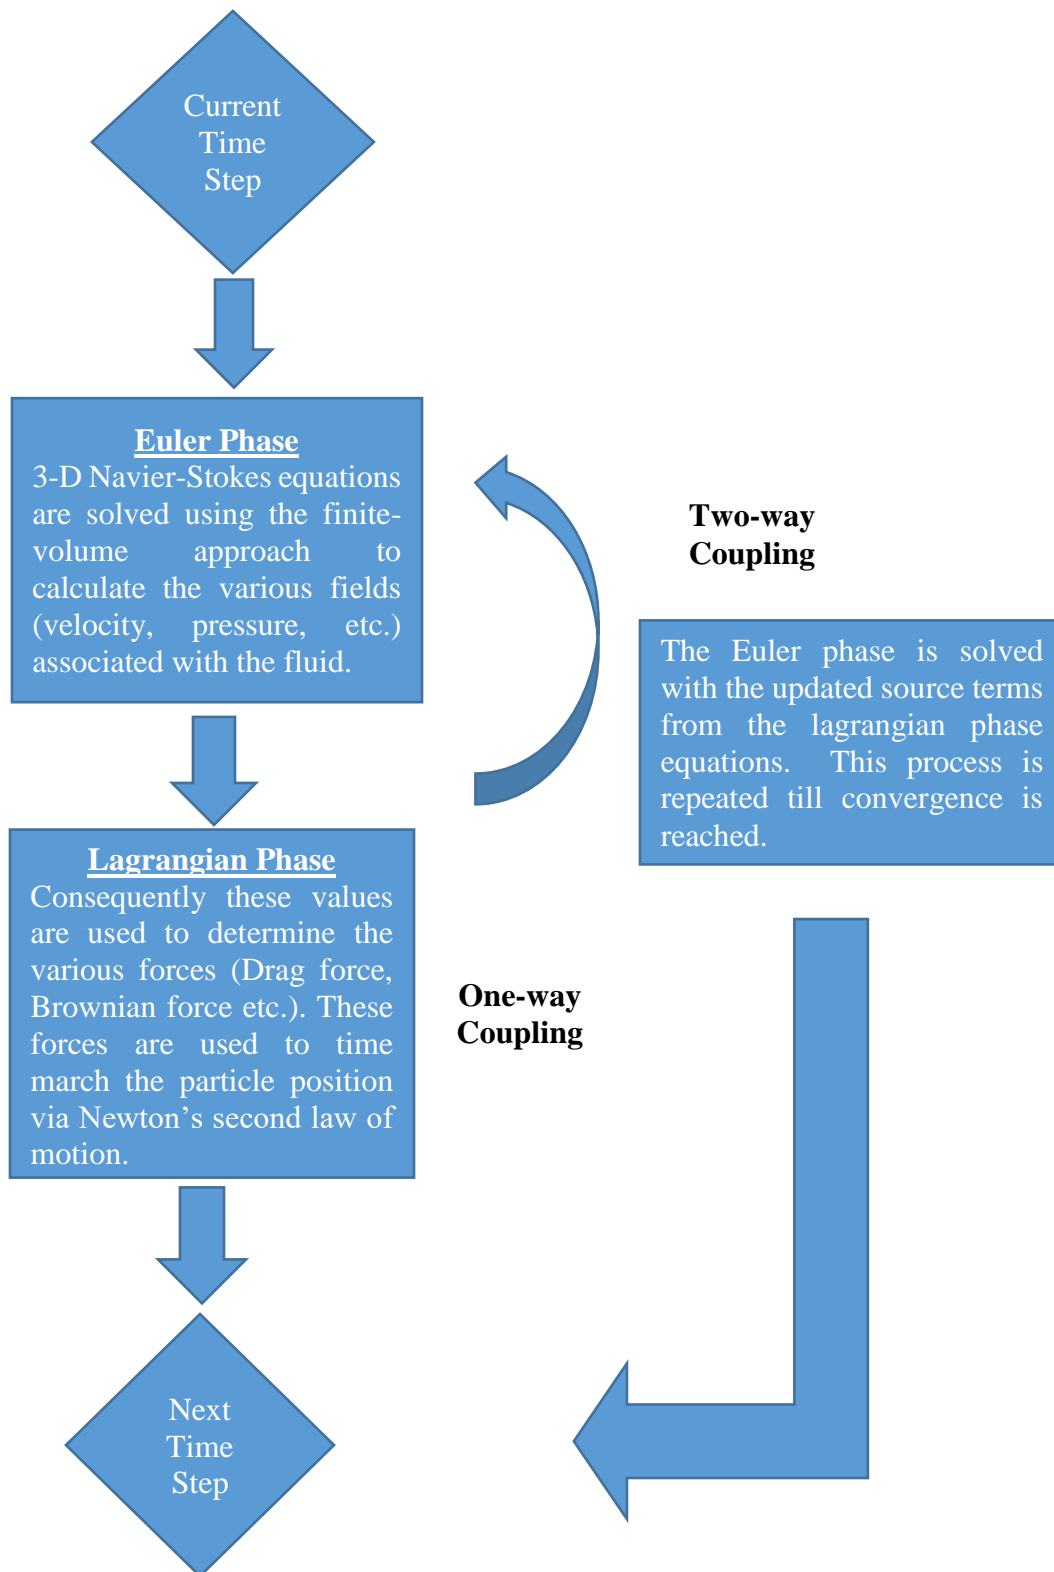 Current
Time
Step
Euler Phase
3-D Navier-Stokes equations
are solved using the finite-
volume approach to
calculate the various fields
(velocity, pressure, etc.)
associated with the fluid.
Two-way
Coupling
The Euler phase is solved
with the updated source terms
from the lagrangian phase
equations. This process is
repeated till convergence is
reached.
Lagrangian Phase
Consequently these values
are used to determine the
various forces (Drag force,
Brownian force etc.). These
forces are used to time
march the particle position
via Newton’s second law of
motion.
One-way
Coupling
Next
Time
Step